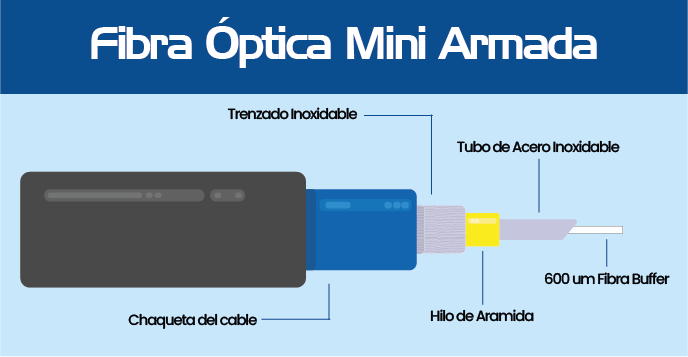 Fibra Óptica Mini Armada
Trenzado Inoxidable
Tubo de Acero Inoxidable
600 um Fibra Buffer
Hilo de Aramida
Chaqueta del cable